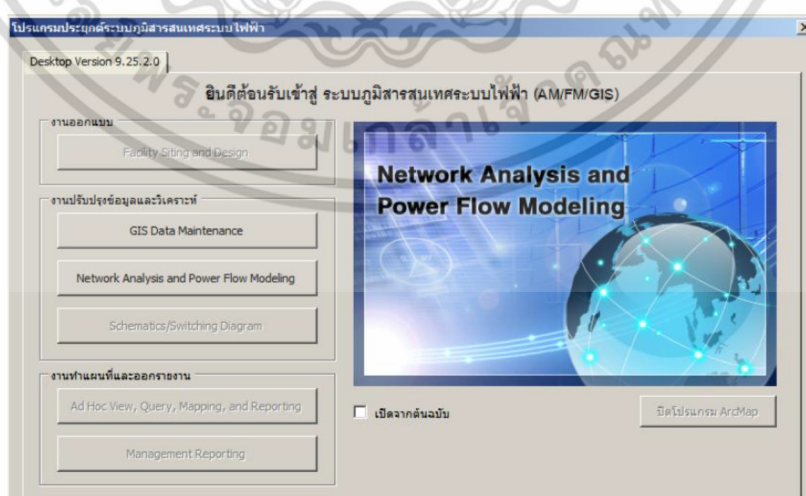 โปรแกรมประยุกต์ระบบภูมิสารสนเทศระบบไฟฟ้า
Desktop Version 9.25.2.0
ยินดีต้อนรับเข้าสู่ ระบบภูมิสารสนเทศระบบไฟฟ้า (AM/FM/GIS)
งานออกแบบ
Facility Siting and Design
งานปรับปรุงข้อมูลและวิเคราะห์
GIS Data Maintenance
Network Analysis and Power Flow Modeling
Schematics/Switching Diagram
งานทำแผนที่และออกรายงาน
Ad Hoc View, Query, Mapping, and Reporting
Management Reporting
Network Analysis and
Power Flow Modeling
เปิดจากต้นฉบับ
ปิดโปรแกรม ArcMap